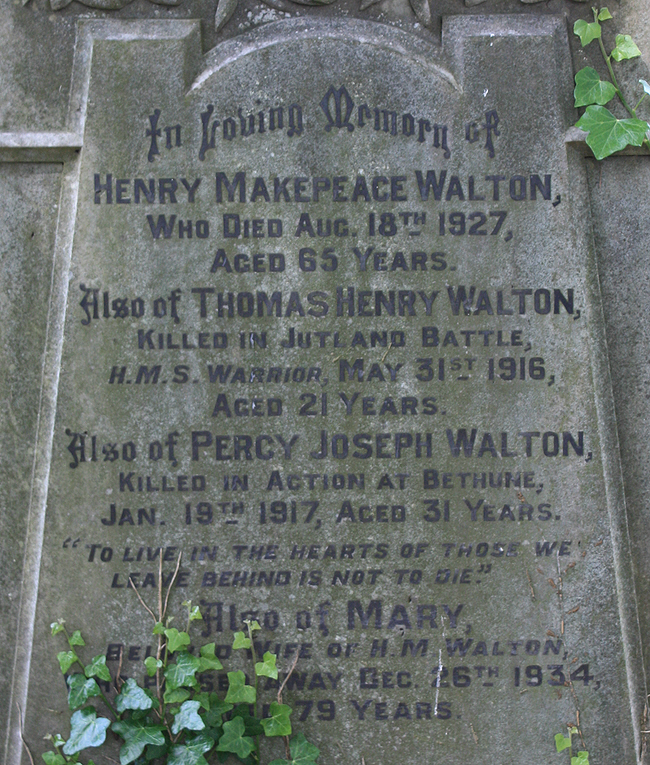 In Loving Memory of
HENRY MAKEPEACE WALTON,
WHO DIED AUG. 18TH 1927,
AGED 65 YEARS.
Also of THOMAS HENRY WALTON,
KILLED IN JUTLAND BATTLE,
H.M.S. WARRIOR, MAY 31ST 1916,
AGED 21 YEARS.
Also of PERCY JOSEPH WALTON,
KILLED IN ACTION AT BETHUNE,
JAN. 19TH 1917, AGED 31 YEARS.
"TO LIVE IN THE HEARTS OF THOSE WE
LEAVE BEHIND IS NOT TO DIE."
Also of MARY,
BELOVED WIFE OF H.M. WALTON,
AWAY DEC. 26TH 1934,
79 YEARS.